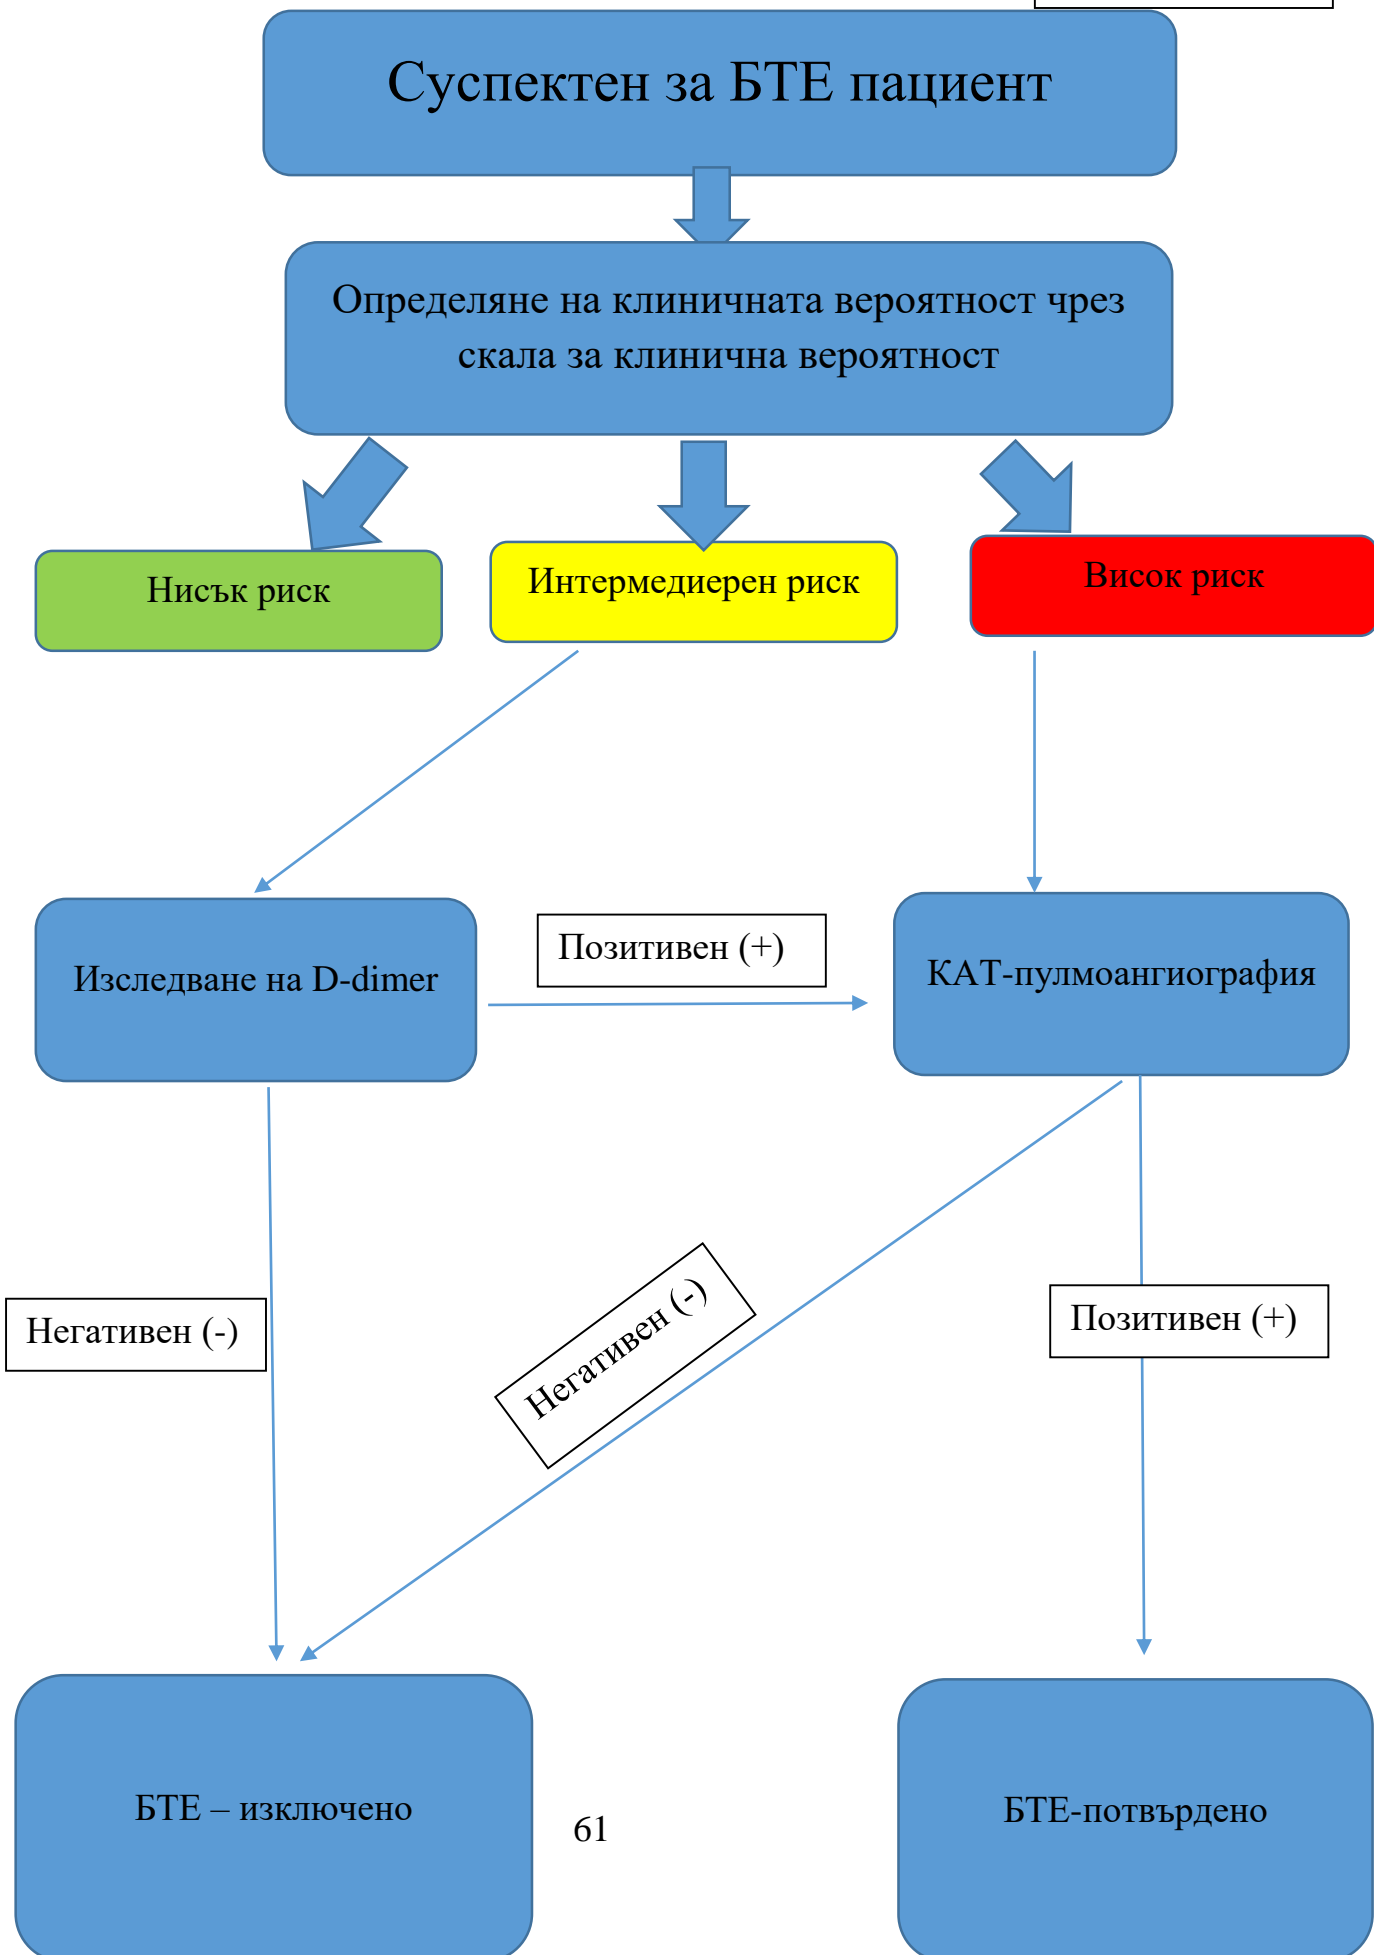 Суспектен за БТЕ пациент
Определяне на клиничната вероятност чрез
скала за клинична вероятност
Нисък риск
Интермедиерен риск
Висок риск
Изследване на D-dimer
Позитивен (+)
КАТ-пулмоангиография
Негативен (-)
Негативен (-)
Позитивен (+)
БТЕ – изключено
БТЕ-потвърдено
61